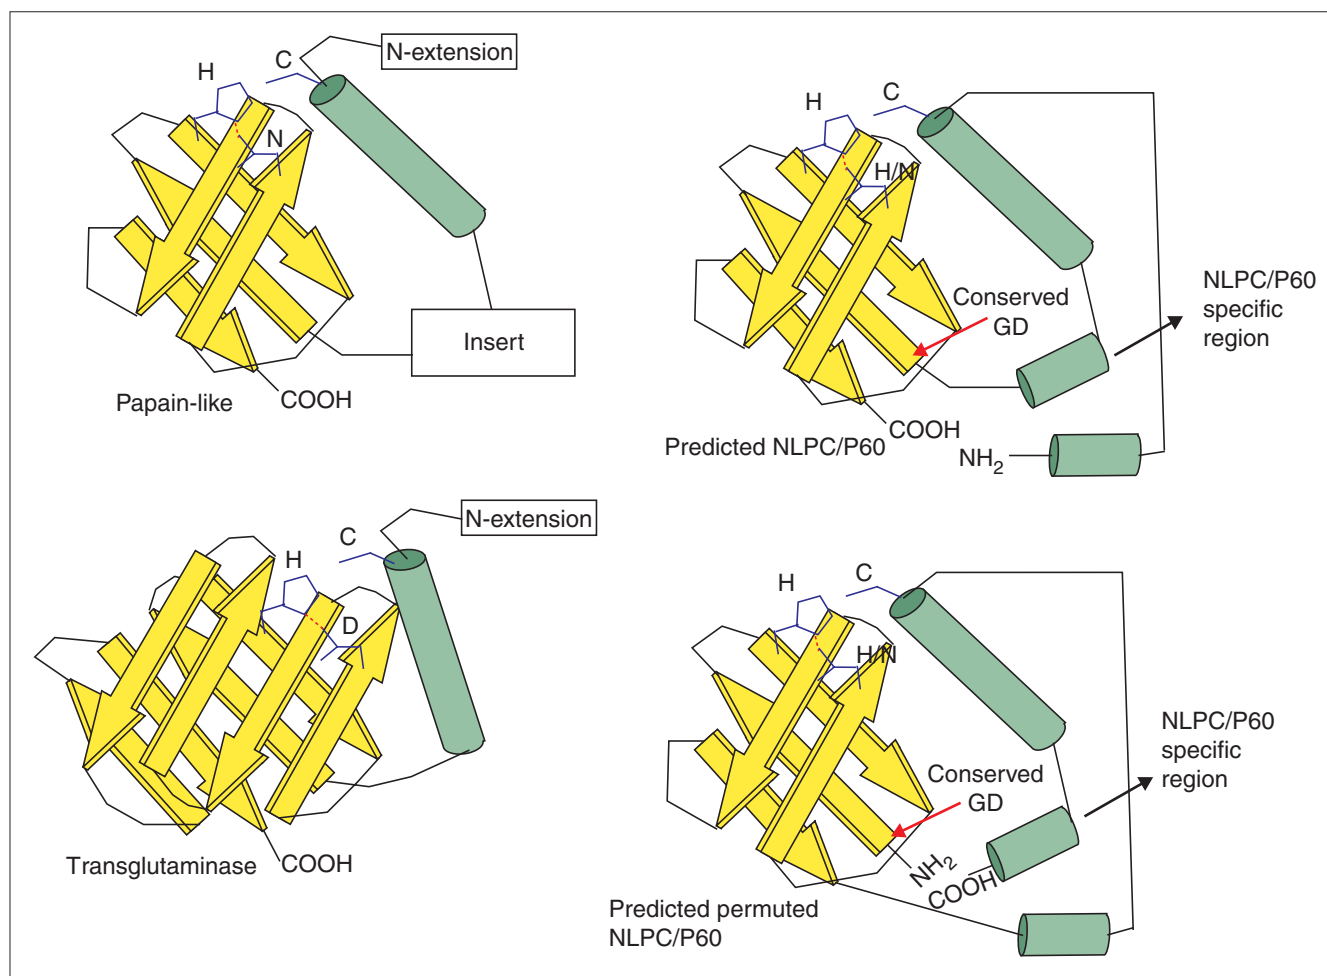 N-extension
C
H
N
Insert
Papain-like
COOH
C
H
H/N
NLPC/P60
specific
region
Conserved
GD
COOH
Predicted NLPC/P60
NH2
N-extension
C
H
D
Transglutaminase
COOH
C
H
H/N
NLPC/P60
specific
region
Conserved
GD
NH2
COOH
Predicted permuted
NLPC/P60